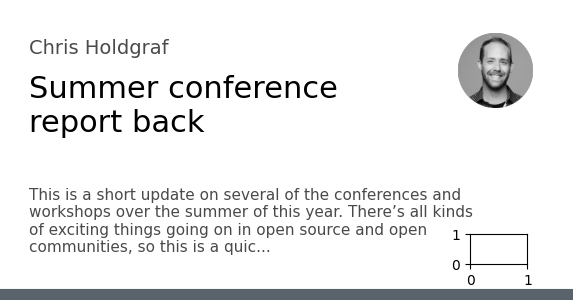 Chris Holdgraf
Summer conference
report back
This is a short update on several of the conferences and
workshops over the summer of this year. There’s all kinds
of exciting things going on in open source and open
communities, so this is a quic...
1
0
0 1